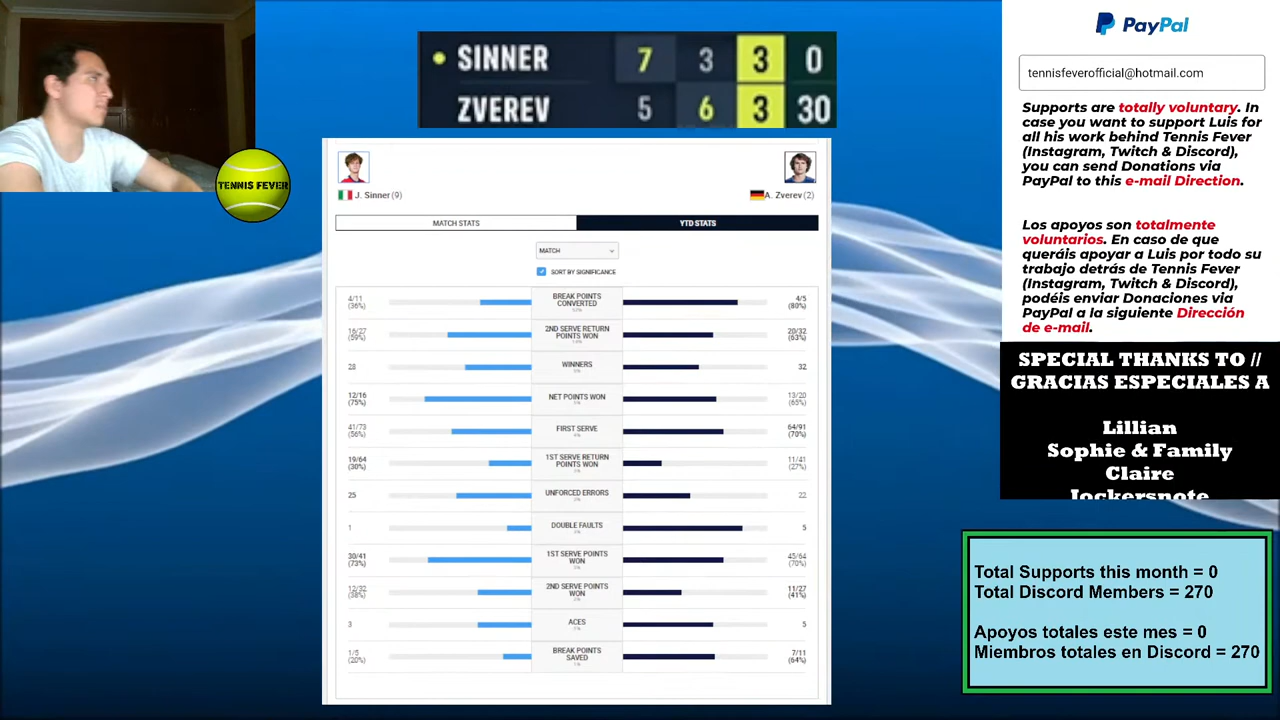 SINNER 7 3 3 0
ZVEREV 5 6 3 30
TENNIS FEVER
J. Sinner (9)
A. Zverev (2)
MATCH STATS
YTD STATS
MATCH
SORT BY SIGNIFICANCE
4/11 (36%) BREAK POINTS CONVERTED 4/5 (80%)
16/27 (59%) 2ND SERVE RETURN POINTS WON 20/32 (63%)
28 WINNERS 32
12/16 (75%) NET POINTS WON 13/20 (65%)
41/73 (56%) FIRST SERVE 64/91 (70%)
19/64 (30%) 1ST SERVE RETURN POINTS WON 11/41 (27%)
25 UNFORCED ERRORS 22
1 DOUBLE FAULTS 5
30/41 (73%) 1ST SERVE POINTS WON 45/64 (70%)
12/32 (38%) 2ND SERVE POINTS WON 11/27 (41%)
3 ACES 5
1/5 (20%) BREAK POINTS SAVED 7/11 (64%)
PayPal
tennisfeverofficial@hotmail.com
Supports are totally voluntary. In
case you want to support Luis for
all his work behind Tennis Fever
(Instagram, Twitch & Discord),
you can send Donations via
PayPal to this e-mail Direction.
Los apoyos son totalmente
voluntarios. En caso de que
queráis apoyar a Luis por todo su
trabajo detrás de Tennis Fever
(Instagram, Twitch & Discord),
podéis enviar Donaciones via
PayPal a la siguiente Dirección
de e-mail.
SPECIAL THANKS TO //
GRACIAS ESPECIALES A
Lillian
Sophie & Family
Claire
Jockersnote
Total Supports this month = 0
Total Discord Members = 270
Apoyos totales este mes = 0
Miembros totales en Discord = 270